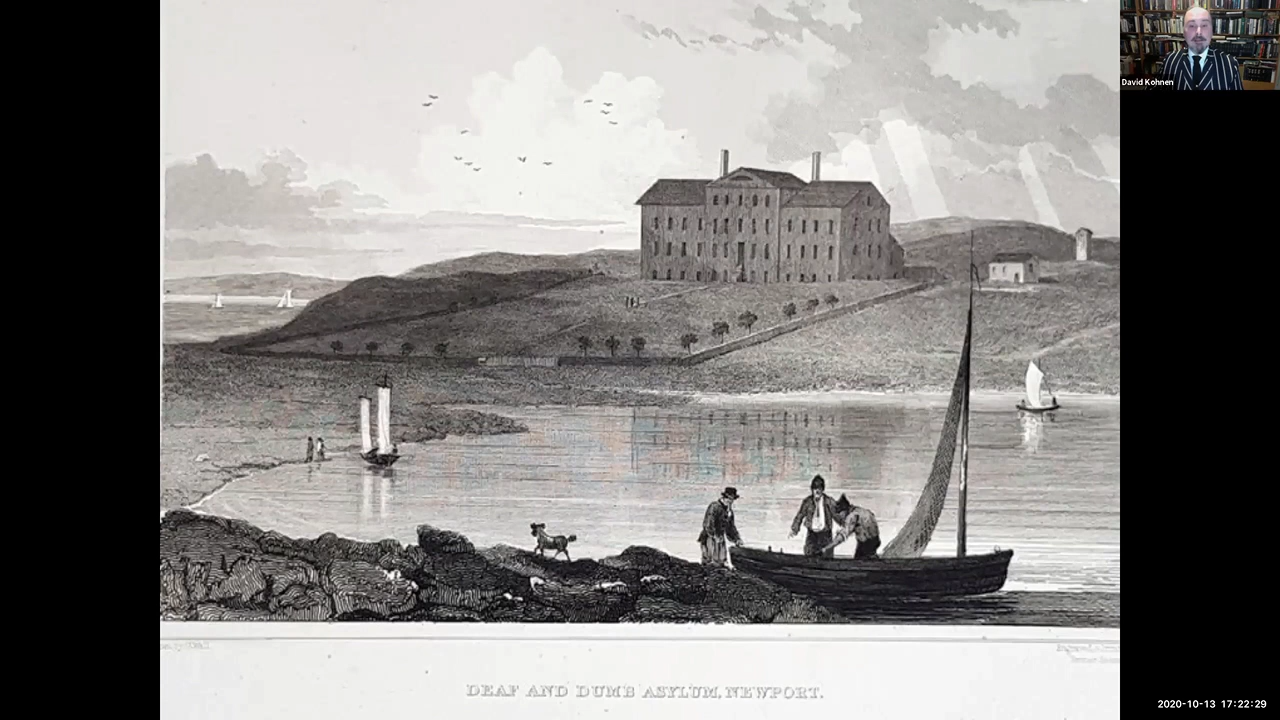 David Kohnen
DEAF AND DUMB ASYLUM, NEWPORT.
2020-10-13 17:22:29